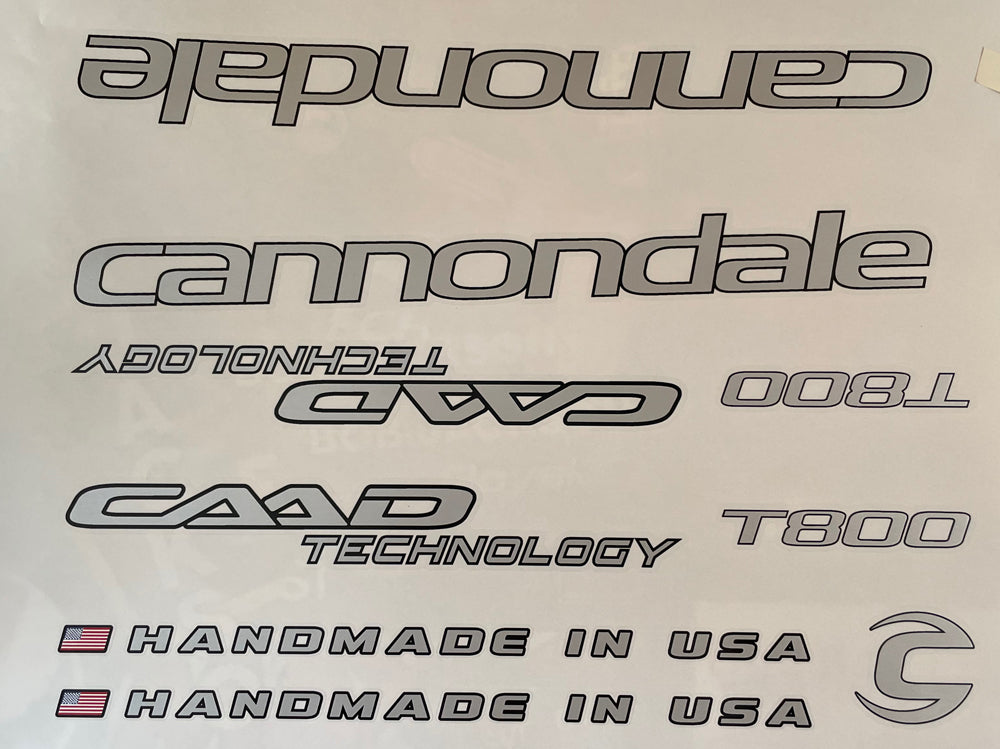 cannondale
cannondale
TECHNOLOGY
CAAD
T800
CAAD
TECHNOLOGY
T800
HANDMADE IN USA
HANDMADE IN USA